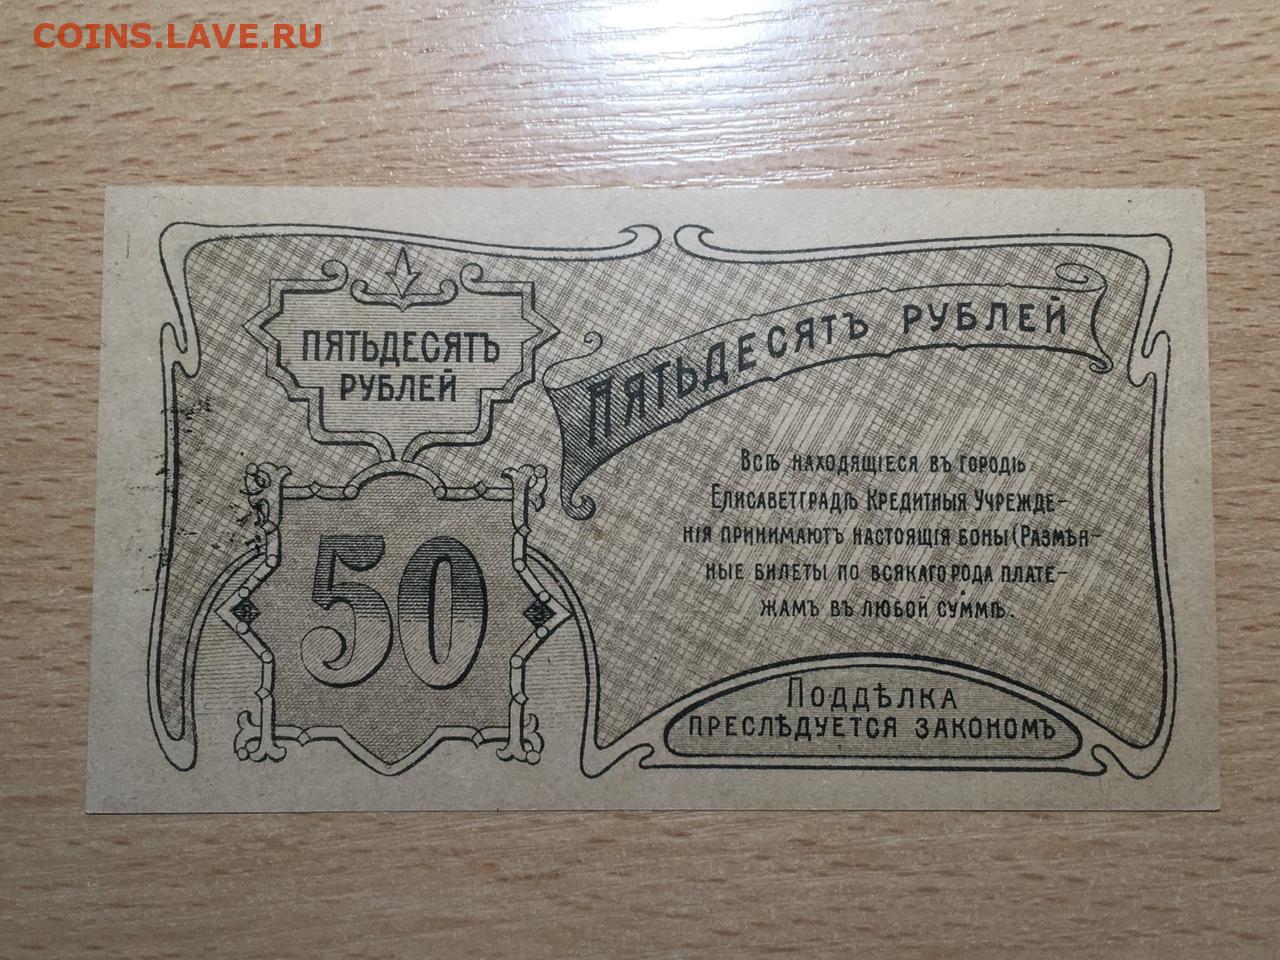 COINS.LAVE.RU
ПЯТЬДЕСЯТЪ
РУБЛЕЙ
50
ПЯТЬДЕСЯТЪ РУБЛЕЙ
Всѣ находящіеся въ городѣ
Елисаветградѣ Кредитныя Учрежде-
нія принимаютъ настоящія боны (Размѣн-
ные билеты по всякаго рода плате-
жамъ въ любой суммѣ.
Поддѣлка
преслѣдуется закономъ